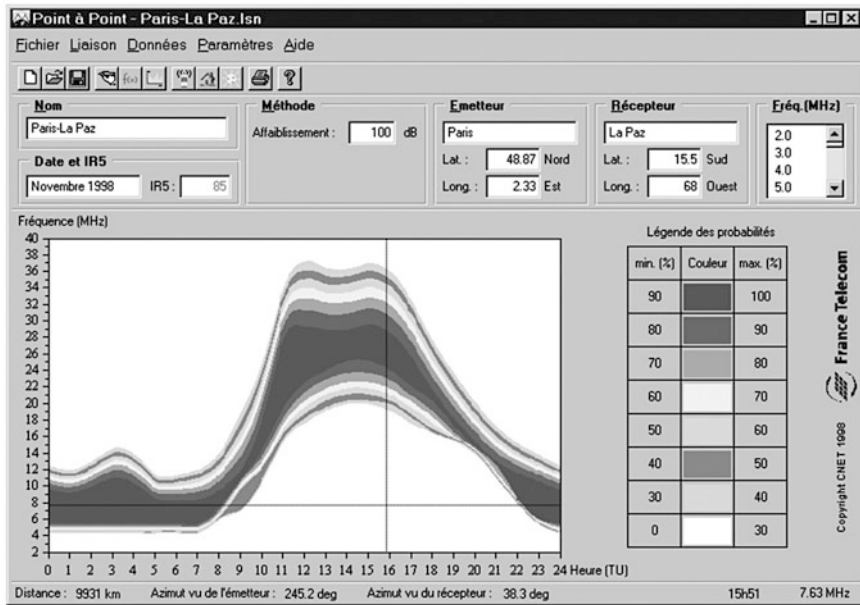 Point à Point - Paris-La Paz.lsn
Fichier Liaison Données Paramètres Aide
f(x)
Nom
Paris-La Paz
Date et IR5
Novembre 1998 IR5 : 85
Méthode
Affaiblissement : 100 dB
Emetteur
Paris
Lat. : 48.87 Nord
Long. : 2.33 Est
Récepteur
La Paz
Lat. : 15.5 Sud
Long. : 68 Ouest
Fréq.(MHz)
2.0
3.0
4.0
5.0
Fréquence (MHz)
40
38
36
34
32
30
28
26
24
22
20
18
16
14
12
10
8
6
4
2
0 1 2 3 4 5 6 7 8 9 10 11 12 13 14 15 16 17 18 19 20 21 22 23 24 Heure (TU)
Légende des probabilités
min. (%) Couleur max. (%)
90 100
80 90
70 80
60 70
50 60
40 50
30 40
0 30
France Telecom
Copyright CNET 1998
Distance : 9931 km Azimut vu de l'émetteur : 245.2 deg Azimut vu du récepteur : 38.3 deg 15h51 7.63 MHz